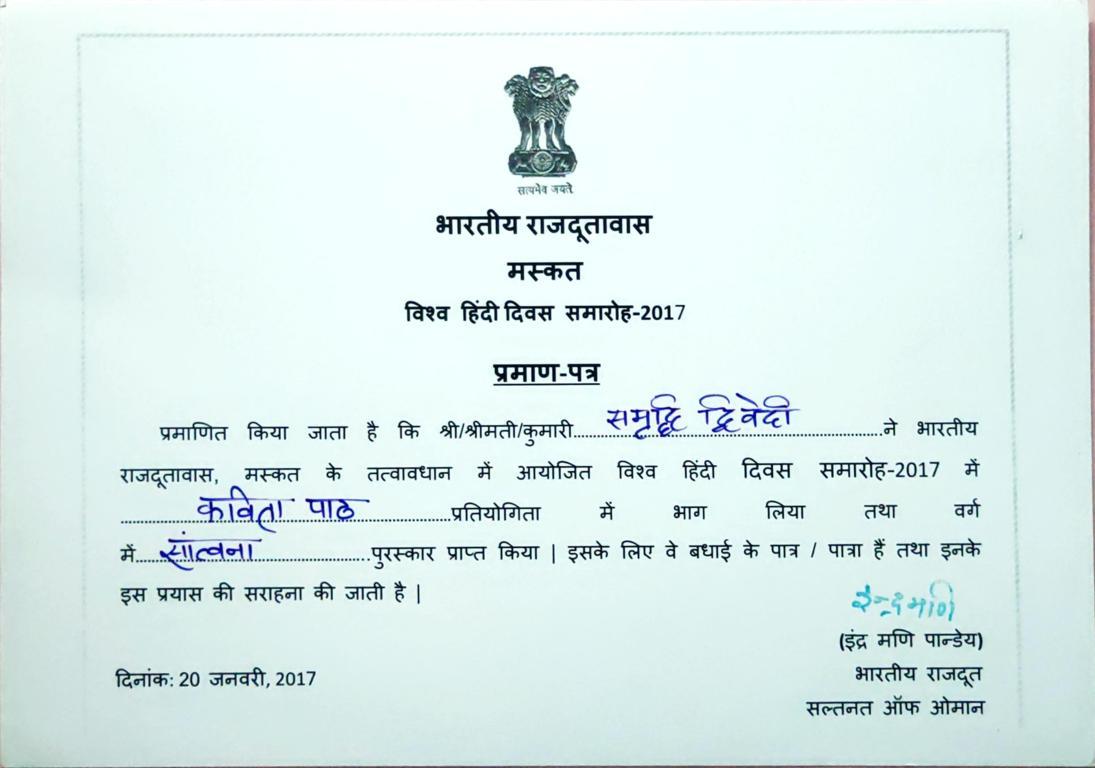 सत्यमेव जयते
भारतीय राजदूतावास
मस्कत
विश्व हिंदी दिवस समारोह-2017
प्रमाण-पत्र
प्रमाणित किया जाता है कि श्री/श्रीमती/कुमारी....समृद्धि द्विवेदी....ने भारतीय
राजदूतावास, मस्कत के तत्वावधान में आयोजित विश्व हिंदी दिवस समारोह-2017 में
....कविता पाठ....प्रतियोगिता में भाग लिया तथा वर्ग
में....सांत्वना....पुरस्कार प्राप्त किया | इसके लिए वे बधाई के पात्र / पात्रा हैं तथा इनके
इस प्रयास की सराहना की जाती है |
इन्द्रमणि
(इंद्र मणि पान्डेय)
भारतीय राजदूत
सल्तनत ऑफ ओमान
दिनांक: 20 जनवरी, 2017